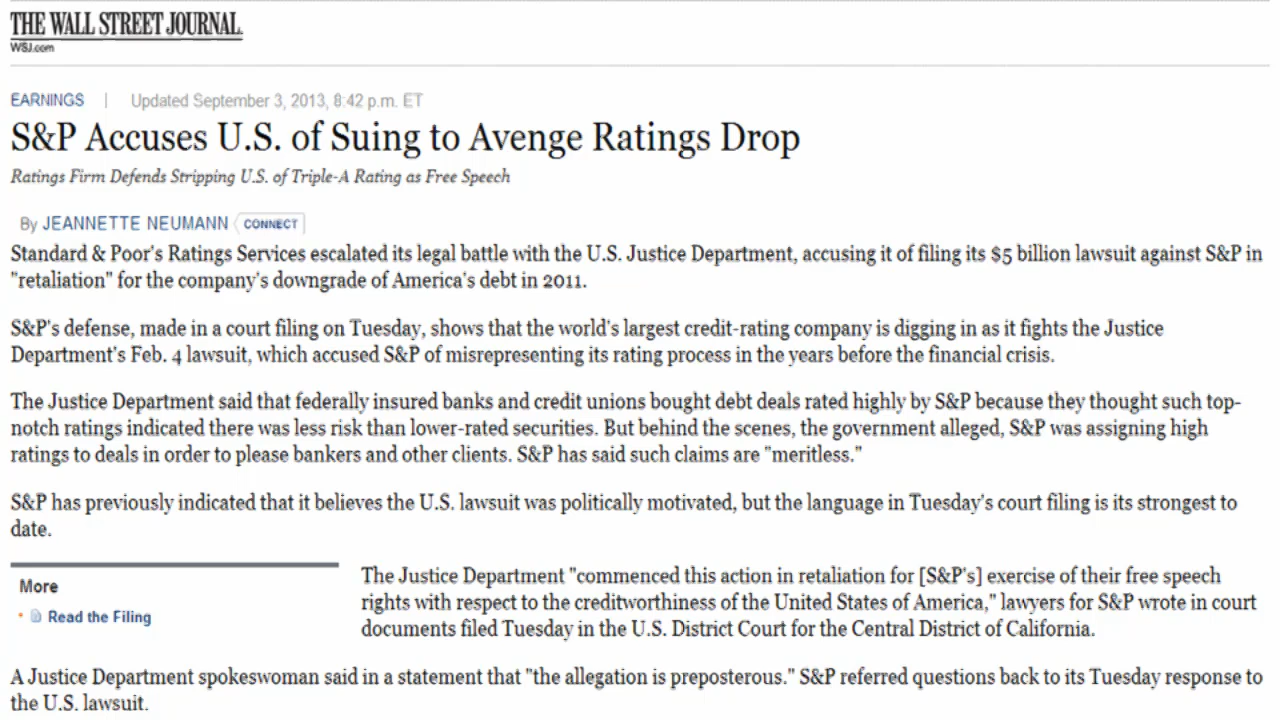 THE WALL STREET JOURNAL.
WSJ.com
EARNINGS | Updated September 3, 2013, 8:42 p.m. ET
S&P Accuses U.S. of Suing to Avenge Ratings Drop
Ratings Firm Defends Stripping U.S. of Triple-A Rating as Free Speech
By JEANNETTE NEUMANN CONNECT
Standard & Poor's Ratings Services escalated its legal battle with the U.S. Justice Department, accusing it of filing its $5 billion lawsuit against S&P in
"retaliation" for the company's downgrade of America's debt in 2011.
S&P's defense, made in a court filing on Tuesday, shows that the world's largest credit-rating company is digging in as it fights the Justice
Department's Feb. 4 lawsuit, which accused S&P of misrepresenting its rating process in the years before the financial crisis.
The Justice Department said that federally insured banks and credit unions bought debt deals rated highly by S&P because they thought such top-
notch ratings indicated there was less risk than lower-rated securities. But behind the scenes, the government alleged, S&P was assigning high
ratings to deals in order to please bankers and other clients. S&P has said such claims are "meritless."
S&P has previously indicated that it believes the U.S. lawsuit was politically motivated, but the language in Tuesday's court filing is its strongest to
date.
More
Read the Filing
The Justice Department "commenced this action in retaliation for [S&P's] exercise of their free speech
rights with respect to the creditworthiness of the United States of America," lawyers for S&P wrote in court
documents filed Tuesday in the U.S. District Court for the Central District of California.
A Justice Department spokeswoman said in a statement that "the allegation is preposterous." S&P referred questions back to its Tuesday response to
the U.S. lawsuit.